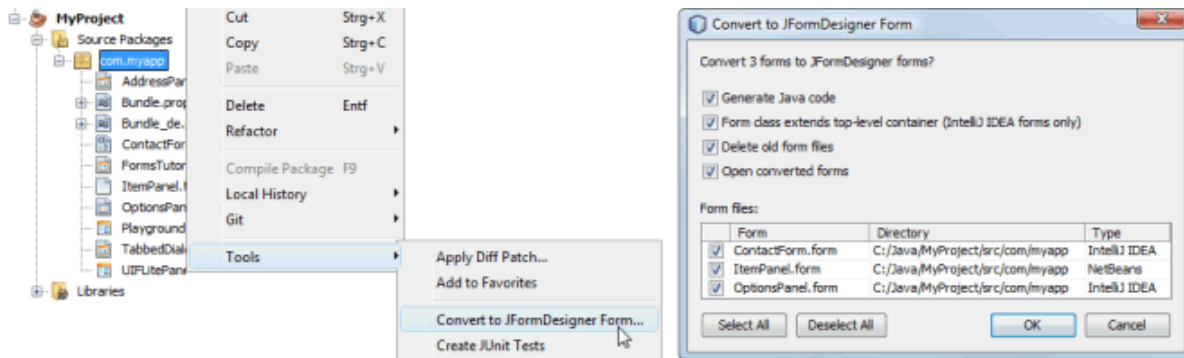 MyProject
Source Packages
com.myapp
AddressPar
Bundle.prop
Bundle_de.
ContactFor
FormsTutor
ItemPanel.f
OptionsPan
Playground
TabbedDial
UIFLitePane
Libraries
Cut Strg+X
Copy Strg+C
Paste Strg+V
Delete Entf
Refactor
Compile Package F9
Local History
Git
Tools
Apply Diff Patch...
Add to Favorites
Convert to JFormDesigner Form...
Create JUnit Tests
Convert to JFormDesigner Form
Convert 3 forms to JFormDesigner forms?
Generate Java code
Form class extends top-level container (IntelliJ IDEA forms only)
Delete old form files
Open converted forms
Form files:
Form Directory Type
ContactForm.form C:/Java/MyProject/src/com/myapp IntelliJ IDEA
ItemPanel.form C:/Java/MyProject/src/com/myapp NetBeans
OptionsPanel.form C:/Java/MyProject/src/com/myapp IntelliJ IDEA
Select All Deselect All OK Cancel